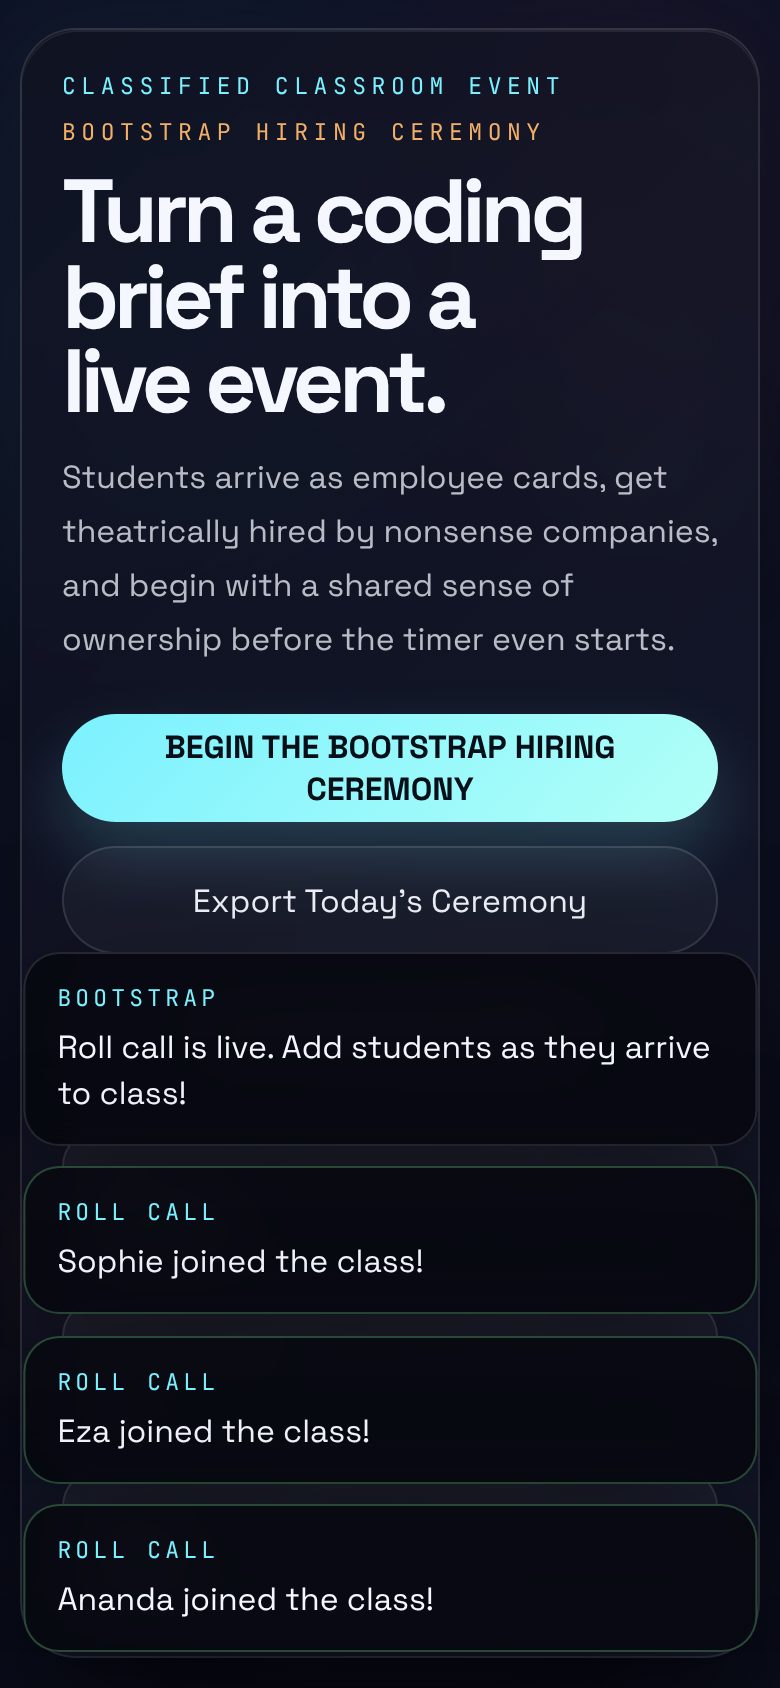 CLASSIFIED CLASSROOM EVENT
BOOTSTRAP HIRING CEREMONY
Turn a coding
brief into a
live event.
Students arrive as employee cards, get
theatrically hired by nonsense companies,
and begin with a shared sense of
ownership before the timer even starts.
BEGIN THE BOOTSTRAP HIRING
CEREMONY
Export Today’s Ceremony
BOOTSTRAP
Roll call is live. Add students as they arrive
to class!
ROLL CALL
Sophie joined the class!
ROLL CALL
Eza joined the class!
ROLL CALL
Ananda joined the class!